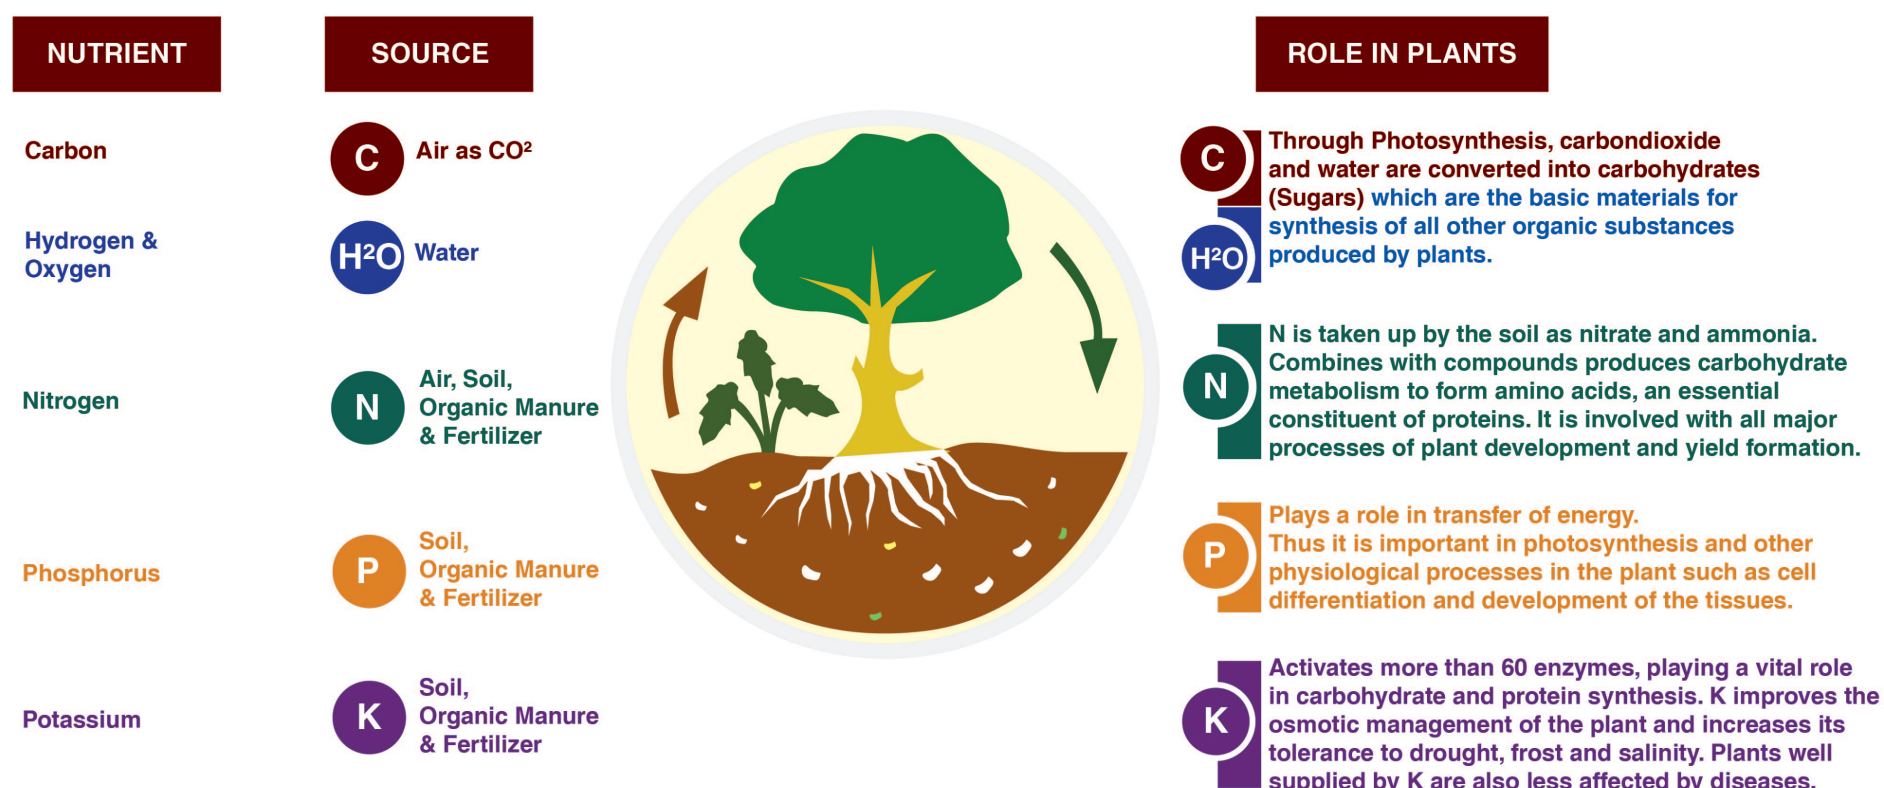 NUTRIENT
SOURCE
ROLE IN PLANTS
Carbon
C
Air as CO²
C
Through Photosynthesis, carbondioxide
and water are converted into carbohydrates
(Sugars) which are the basic materials for
synthesis of all other organic substances
produced by plants.
Hydrogen &
Oxygen
H²O
Water
H²O
Nitrogen
N
Air, Soil,
Organic Manure
& Fertilizer
N
N is taken up by the soil as nitrate and ammonia.
Combines with compounds produces carbohydrate
metabolism to form amino acids, an essential
constituent of proteins. It is involved with all major
processes of plant development and yield formation.
Phosphorus
P
Soil,
Organic Manure
& Fertilizer
P
Plays a role in transfer of energy.
Thus it is important in photosynthesis and other
physiological processes in the plant such as cell
differentiation and development of the tissues.
Potassium
K
Soil,
Organic Manure
& Fertilizer
K
Activates more than 60 enzymes, playing a vital role
in carbohydrate and protein synthesis. K improves the
osmotic management of the plant and increases its
tolerance to drought, frost and salinity. Plants well
supplied by K are also less affected by diseases.